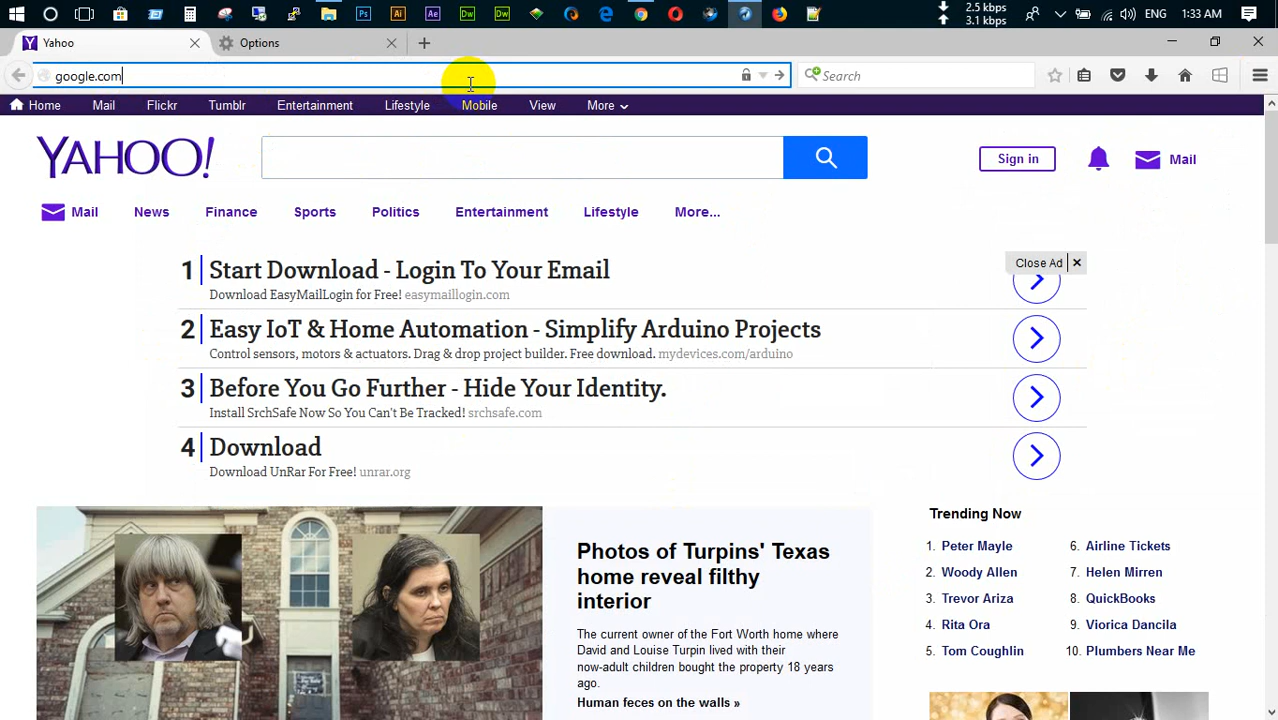 Ps Ai Ae Dw Dw 2.5 kbps 3.1 kbps ENG 1:33 AM
Yahoo Options
google.com Search
Home Mail Flickr Tumblr Entertainment Lifestyle Mobile View More
YAHOO! Sign in Mail
Mail News Finance Sports Politics Entertainment Lifestyle More...
Close Ad
1 Start Download - Login To Your Email
Download EasyMailLogin for Free! easymaillogin.com
2 Easy IoT & Home Automation - Simplify Arduino Projects
Control sensors, motors & actuators. Drag & drop project builder. Free download. mydevices.com/arduino
3 Before You Go Further - Hide Your Identity.
Install SrchSafe Now So You Can't Be Tracked! srchsafe.com
4 Download
Download UnRar For Free! unrar.org
Photos of Turpins' Texas
home reveal filthy
interior
The current owner of the Fort Worth home where
David and Louise Turpin lived with their
now-adult children bought the property 18 years
ago.
Human feces on the walls »
Trending Now
1. Peter Mayle
2. Woody Allen
3. Trevor Ariza
4. Rita Ora
5. Tom Coughlin
6. Airline Tickets
7. Helen Mirren
8. QuickBooks
9. Viorica Dancila
10. Plumbers Near Me